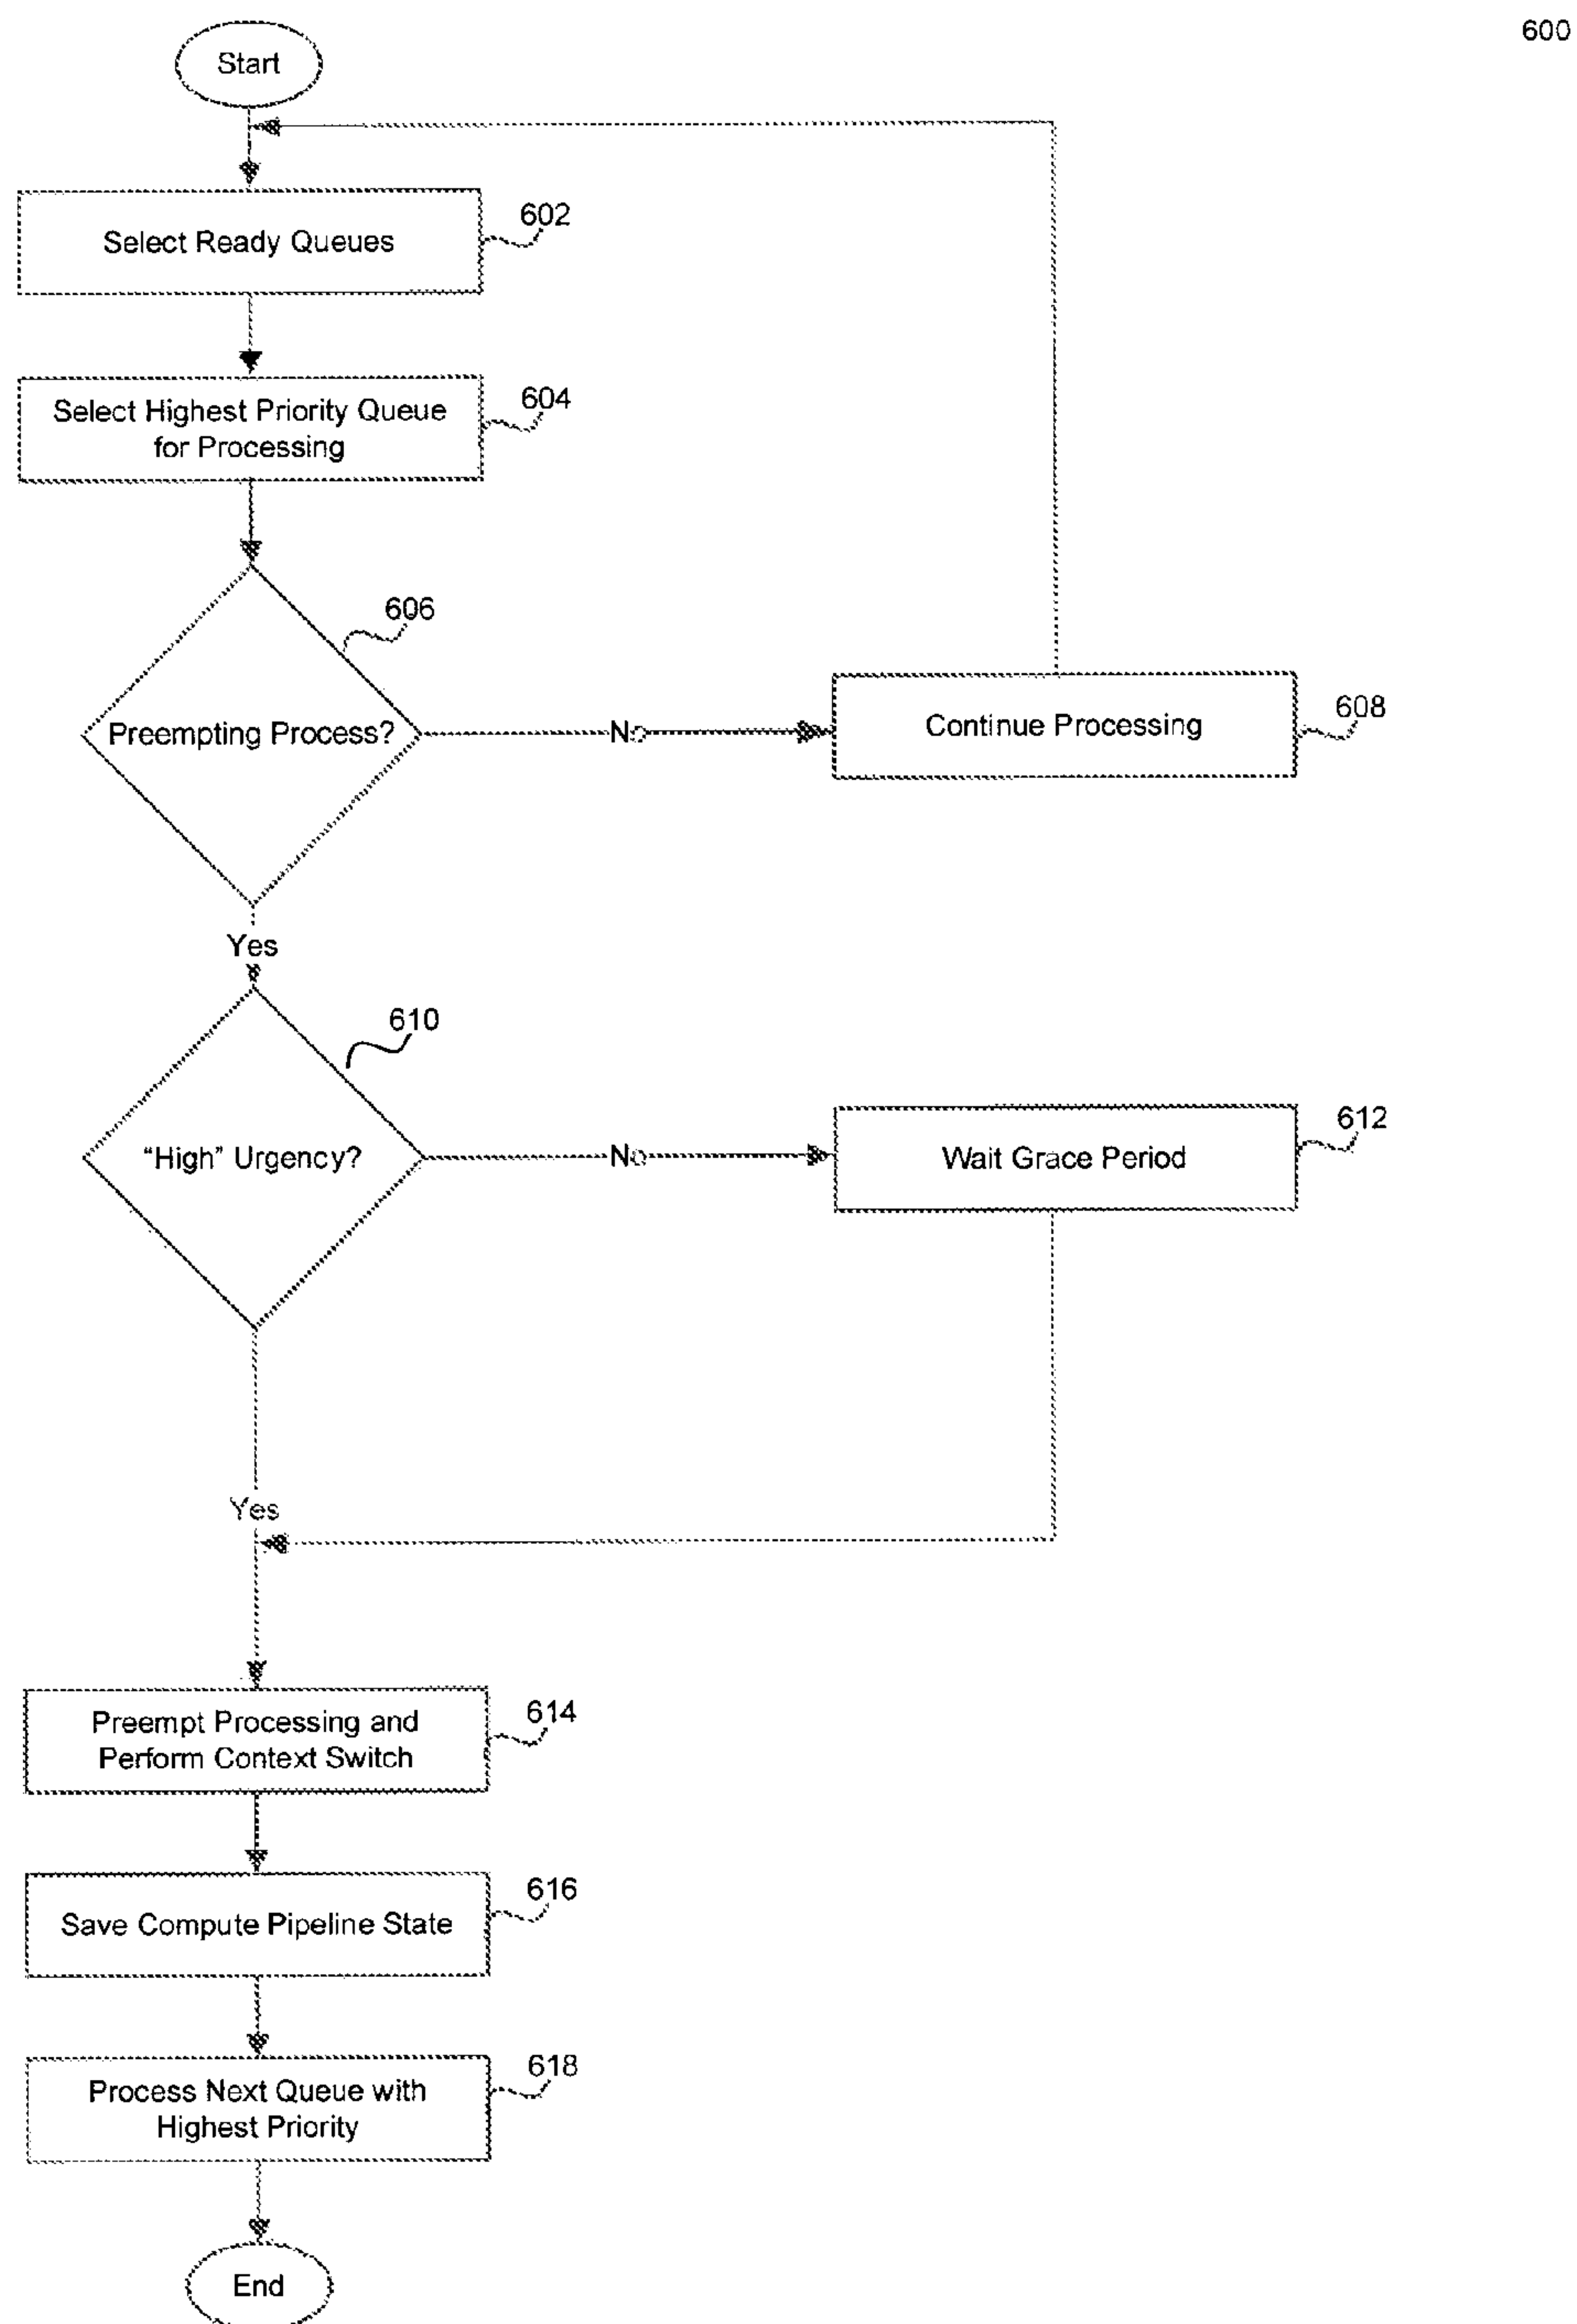 600
Start
602
Select Ready Queues
604
Select Highest Priority Queue
for Processing
606
Preempting Process?
No
608
Continue Processing
Yes
610
“High” Urgency?
No
612
Wait Grace Period
Yes
614
Preempt Processing and
Perform Context Switch
616
Save Compute Pipeline State
618
Process Next Queue with
Highest Priority
End